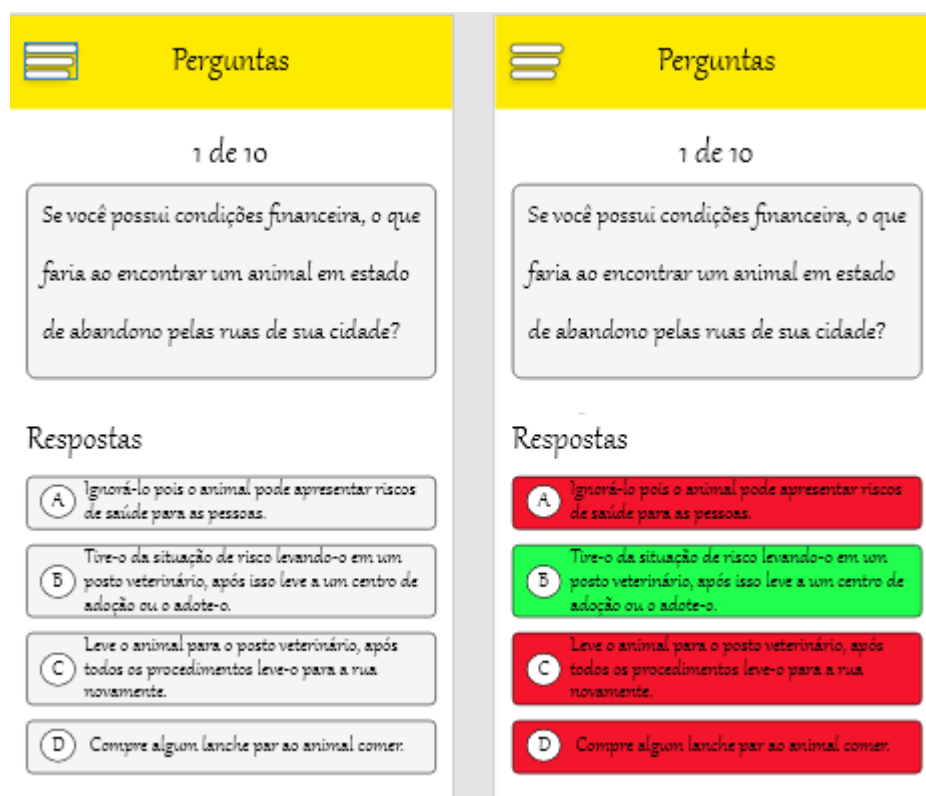 Perguntas
1 de 10
Se você possui condições financeira, o que
faria ao encontrar um animal em estado
de abandono pelas ruas de sua cidade?
Respostas
A Ignorá-lo pois o animal pode apresentar riscos
de saúde para as pessoas.
B Tire-o da situação de risco levando-o em um
posto veterinário, após isso leve a um centro de
adoção ou o adote-o.
C Leve o animal para o posto veterinário, após
todos os procedimentos leve-o para a rua
novamente.
D Compre algum lanche par ao animal comer.
Perguntas
1 de 10
Se você possui condições financeira, o que
faria ao encontrar um animal em estado
de abandono pelas ruas de sua cidade?
Respostas
A Ignorá-lo pois o animal pode apresentar riscos
de saúde para as pessoas.
B Tire-o da situação de risco levando-o em um
posto veterinário, após isso leve a um centro de
adoção ou o adote-o.
C Leve o animal para o posto veterinário, após
todos os procedimentos leve-o para a rua
novamente.
D Compre algum lanche par ao animal comer.